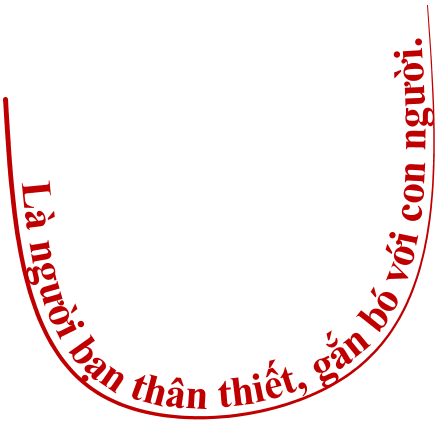 Là người bạn thân thiết, gắn bó với con người.